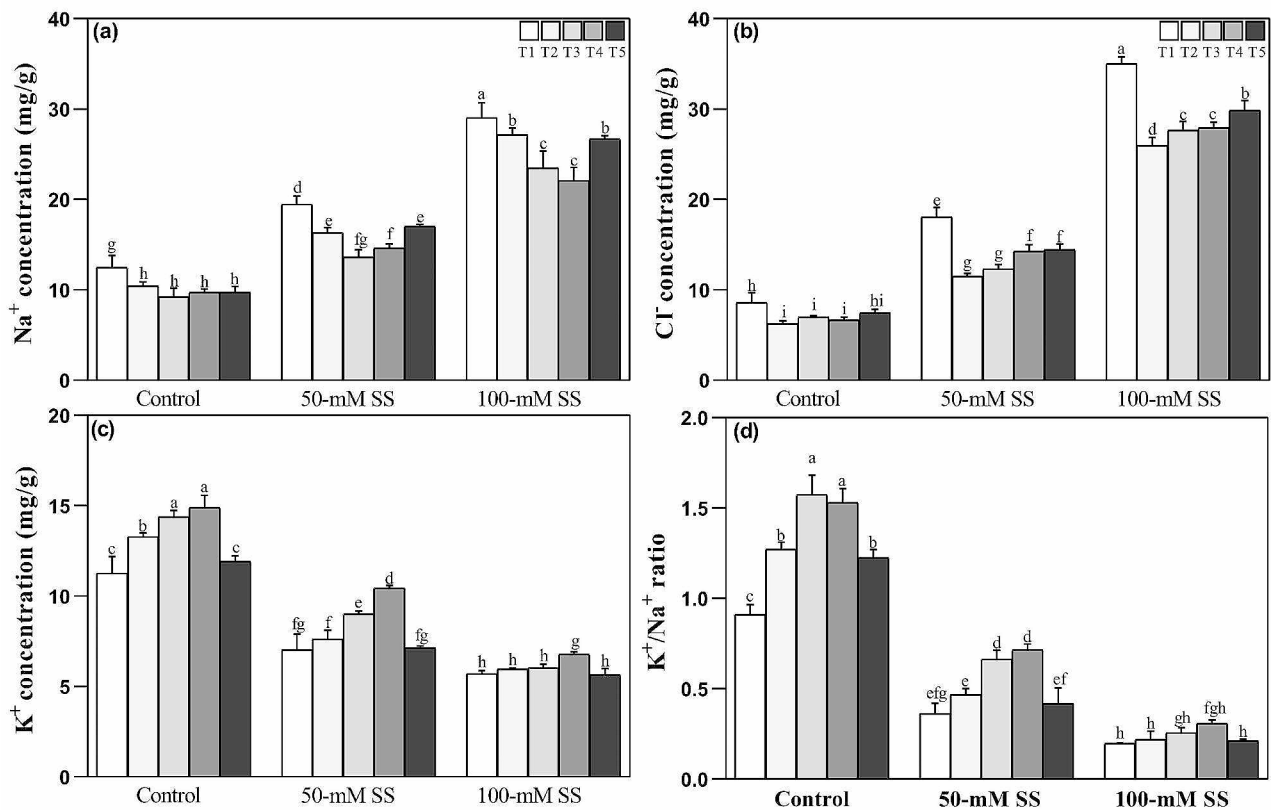 (a)
T1 T2 T3 T4 T5
Na+ concentration (mg/g)
40
30
20
10
0
g h h h h
d e fg f e
a b c c b
Control 50-mM SS 100-mM SS
(b)
T1 T2 T3 T4 T5
Cl- concentration (mg/g)
40
30
20
10
0
h i i i hi
e g g f f
a d c c b
Control 50-mM SS 100-mM SS
(c)
K+ concentration (mg/g)
20
15
10
5
0
c b a a c
fg f e d fg
h h h g h
Control 50-mM SS 100-mM SS
(d)
K+/Na+ ratio
2.0
1.5
1.0
0.5
0.0
c b a a b
efg e d d ef
h h gh fgh h
Control 50-mM SS 100-mM SS